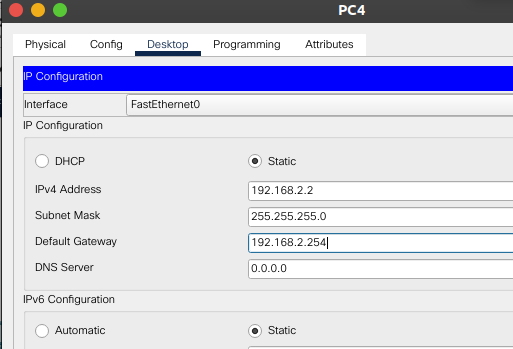 PC4
Physical Config Desktop Programming Attributes
IP Configuration
Interface FastEthernet0
IP Configuration
DHCP Static
IPv4 Address 192.168.2.2
Subnet Mask 255.255.255.0
Default Gateway 192.168.2.254
DNS Server 0.0.0.0
IPv6 Configuration
Automatic Static